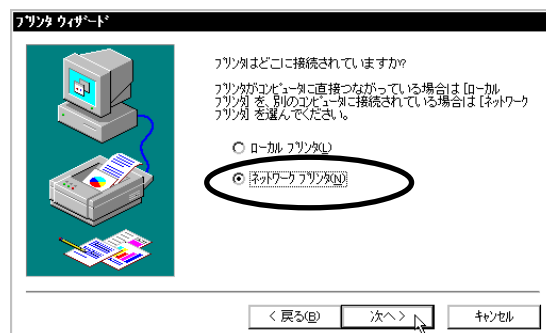 プリンタ ウィザード
プリンタはどこに接続されていますか?
プリンタがコンピュータに直接つながっている場合は [ローカル
プリンタ] を、別のコンピュータに接続されている場合は [ネットワーク
プリンタ] を選んでください。
ローカル プリンタ(L)
ネットワーク プリンタ(N)
< 戻る(B)
次へ >
キャンセル